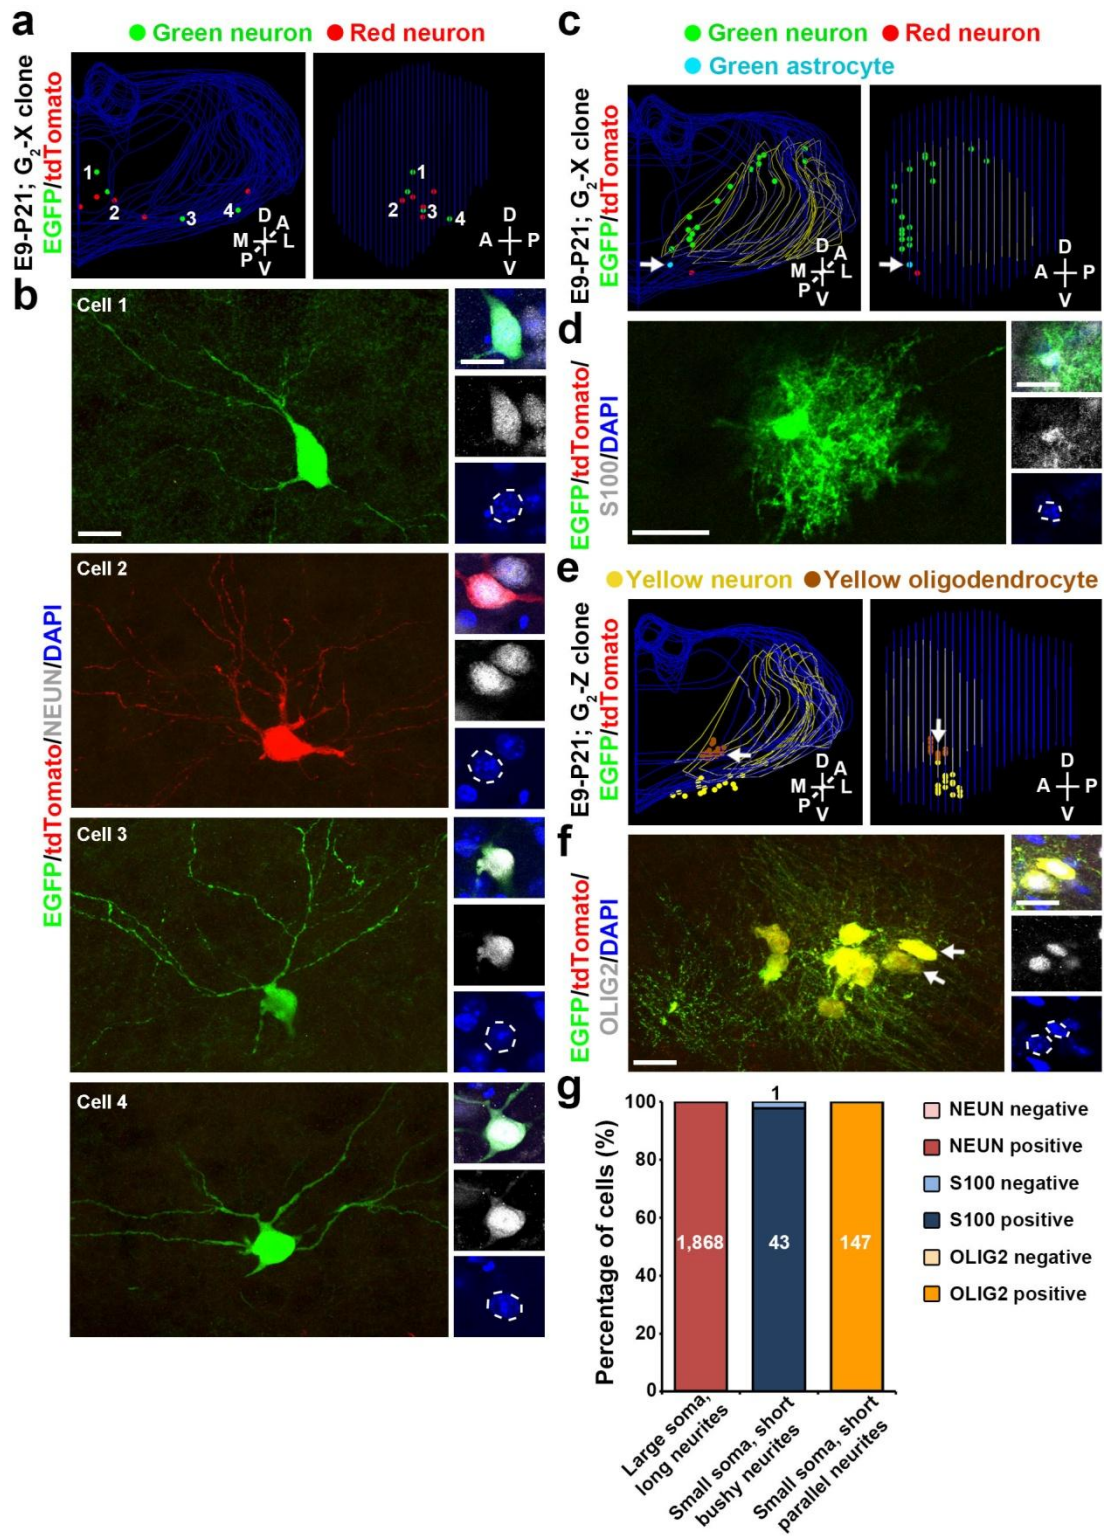 a
Green neuron Red neuron
E9-P21; G2-X clone
EGFP/tdTomato
1
2
3
4
D
A
M
L
P
V
1
2
3
4
D
A
P
V
b
EGFP/tdTomato/NEUN/DAPI
Cell 1
Cell 2
Cell 3
Cell 4
c
Green neuron Red neuron
Green astrocyte
E9-P21; G2-X clone
EGFP/tdTomato
D
A
M
L
P
V
D
A
P
V
d
EGFP/tdTomato/
S100/DAPI
e
Yellow neuron Yellow oligodendrocyte
E9-P21; G2-Z clone
EGFP/tdTomato
D
A
M
L
P
V
D
A
P
V
f
EGFP/tdTomato/
OLIG2/DAPI
g
Percentage of cells (%)
100
80
60
40
20
0
1
1,868
43
147
Large soma,
long neurites
Small soma, short
bushy neurites
Small soma, short
parallel neurites
NEUN negative
NEUN positive
S100 negative
S100 positive
OLIG2 negative
OLIG2 positive